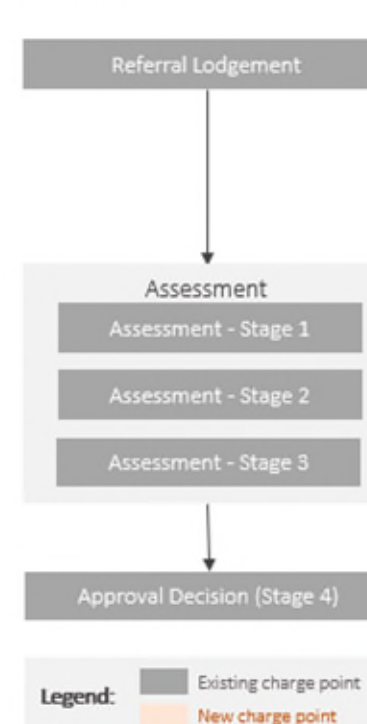 Referral Lodgement
Assessment
Assessment - Stage 1
Assessment - Stage 2
Assessment - Stage 3
Approval Decision (Stage 4)
Legend:
Existing charge point
New charge point